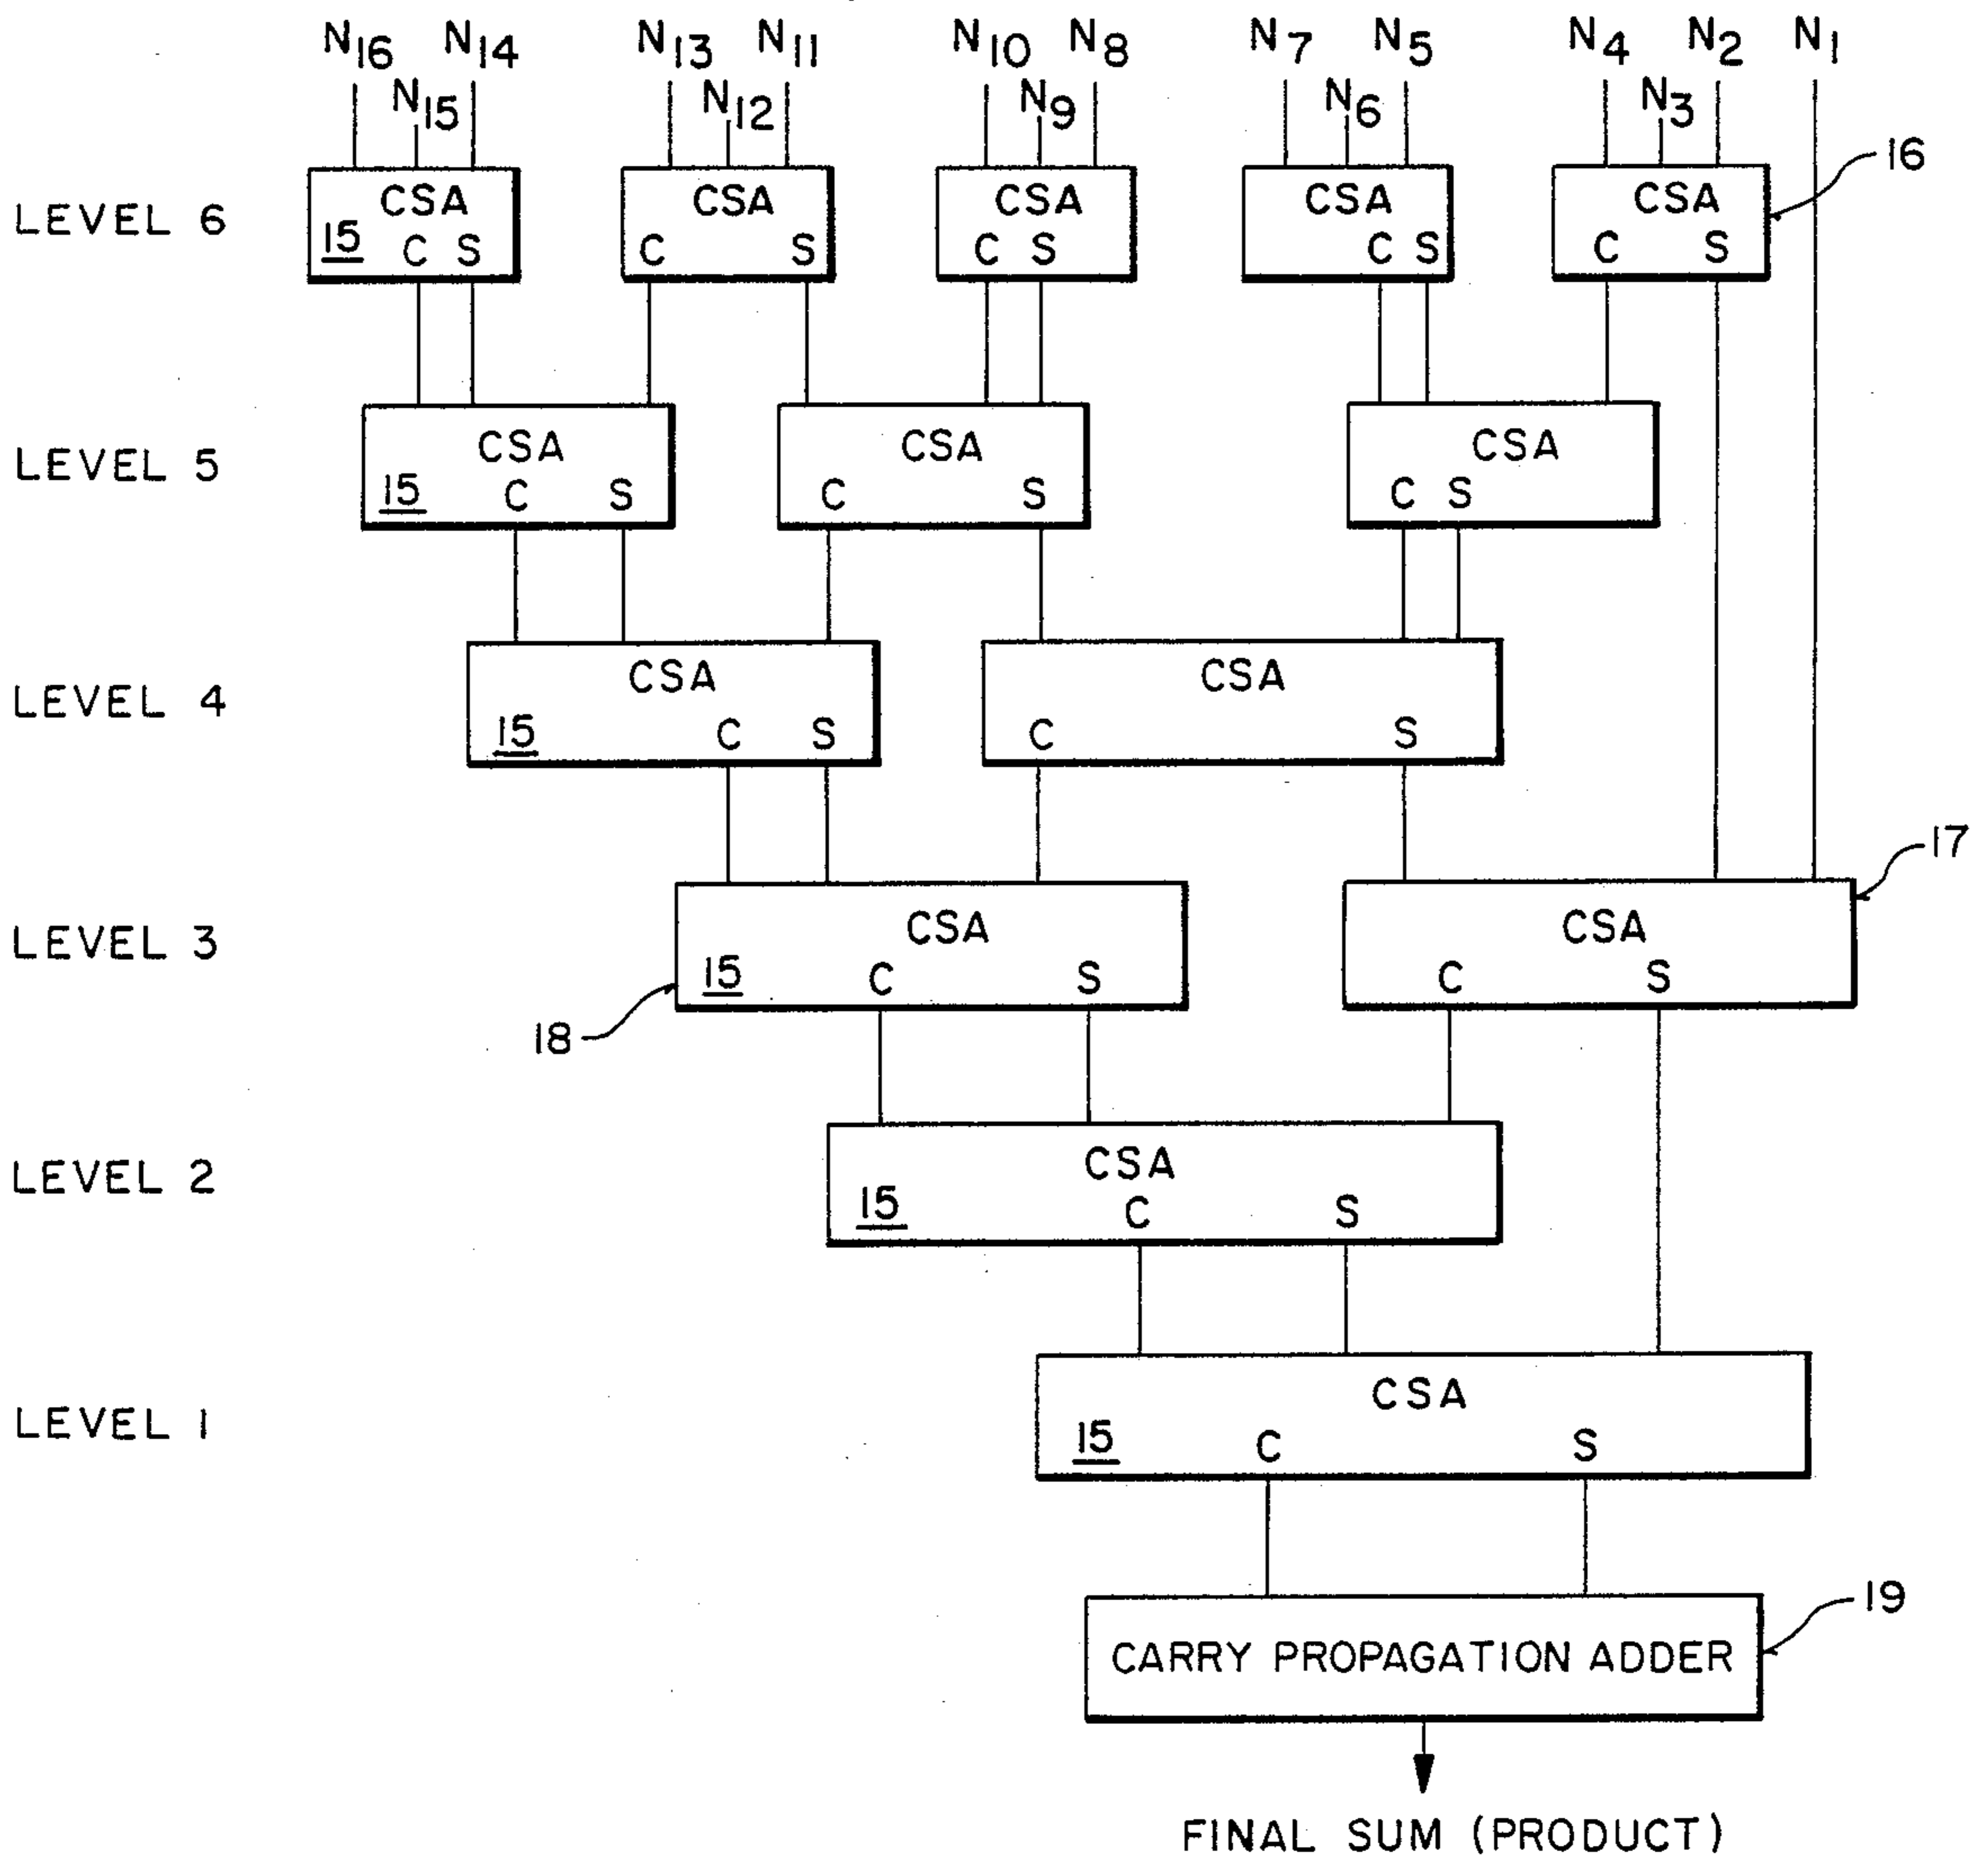 N16 N14 N13 N11 N10 N8 N7 N5 N4 N2 N1
N15 N12 N9 N6 N3
16
LEVEL 6
CSA CSA CSA CSA CSA
15 C S C S C S C S C S
LEVEL 5
CSA CSA CSA
15 C S C S C S
LEVEL 4
CSA CSA
15 C S C S
17
LEVEL 3
CSA CSA
15 C S C S
18
LEVEL 2
CSA
15 C S
LEVEL 1
CSA
15 C S
19
CARRY PROPAGATION ADDER
FINAL SUM (PRODUCT)